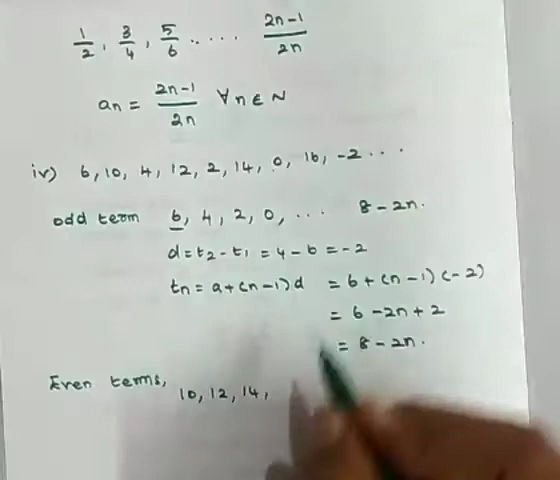 1/2, 3/4, 5/6 ..... (2n-1)/2n
an = (2n-1)/2n ∀n∈N
iv) 6, 10, 4, 12, 2, 14, 0, 16, -2 ...
odd term 6, 4, 2, 0, ... 8-2n.
d = t2 - t1 = 4 - 6 = -2
tn = a+(n-1)d = 6+(n-1)(-2)
= 6 -2n + 2
= 8 - 2n.
Even terms, 10, 12, 14,